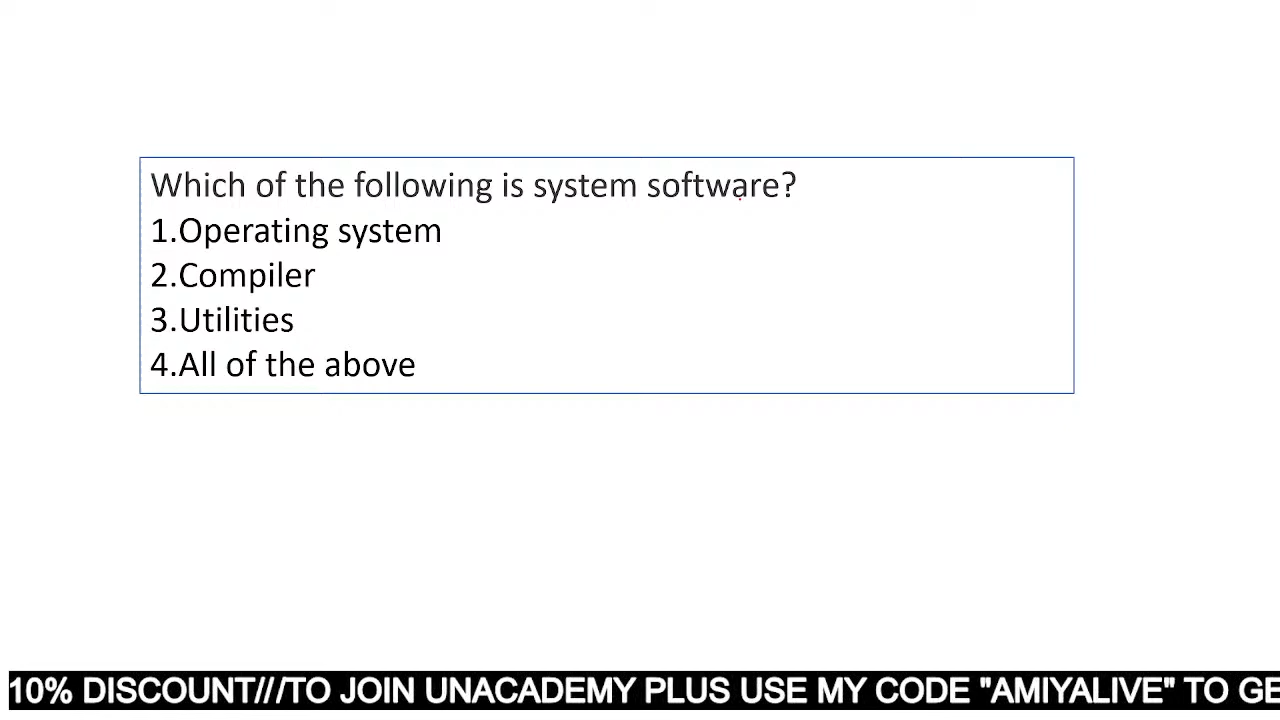 Which of the following is system software?
1.Operating system
2.Compiler
3.Utilities
4.All of the above
10% DISCOUNT///TO JOIN UNACADEMY PLUS USE MY CODE "AMIYALIVE" TO GE